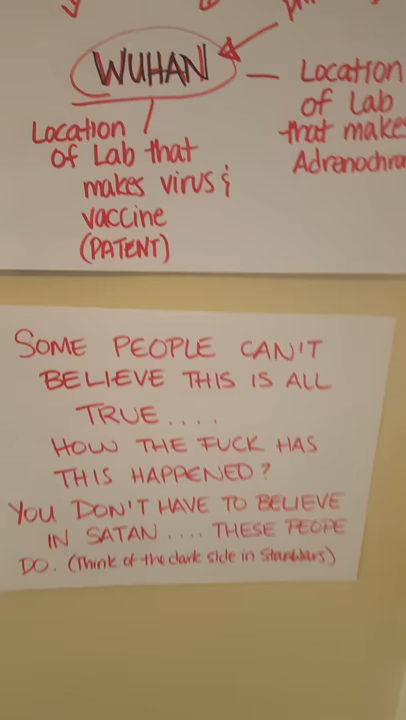 WUHAN
Location
of Lab that
makes virus &
vaccine
(PATENT)
Location
of Lab
that makes
SOME PEOPLE CAN'T
BELIEVE THIS IS ALL
TRUE....
HOW THE FUCK HAS
THIS HAPPENED?
YOU DON'T HAVE TO BELIEVE
IN SATAN.... THESE PEOPE
DO. (Think of the dark side in StarWars)